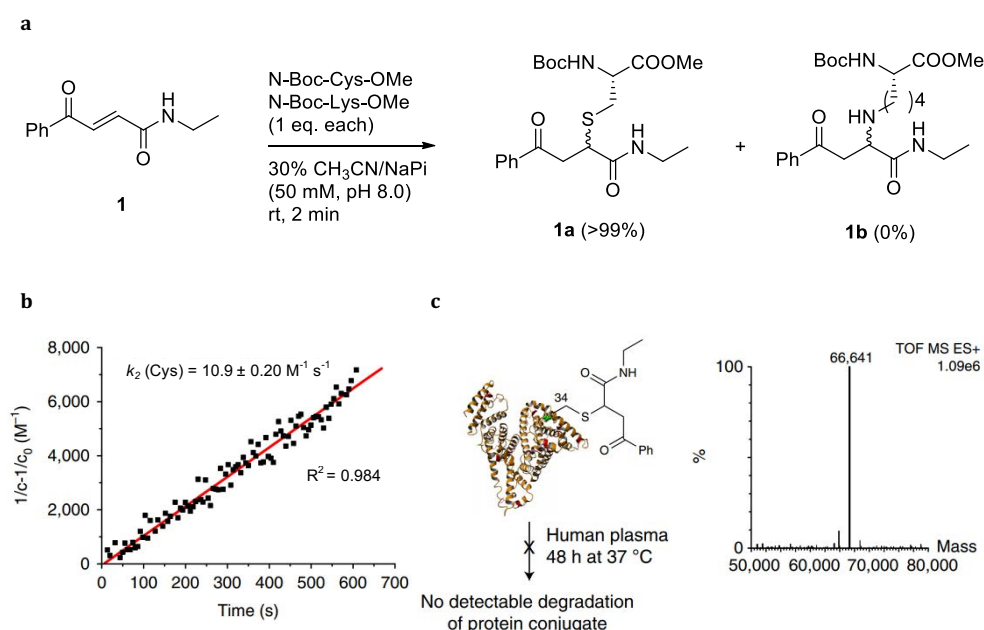 a
O
Ph
H
N
O
1
N-Boc-Cys-OMe
N-Boc-Lys-OMe
(1 eq. each)
30% CH₃CN/NaPi
(50 mM, pH 8.0)
rt, 2 min
BocHN COOMe
S
O
Ph
H
N
O
1a (>99%)
+
BocHN COOMe
( )4
HN
O
Ph
H
N
O
1b (0%)
b
8,000
6,000
4,000
2,000
0
1/c-1/c₀ (M⁻¹)
k₂ (Cys) = 10.9 ± 0.20 M⁻¹ s⁻¹
R² = 0.984
0 100 200 300 400 500 600 700
Time (s)
c
O
NH
34
S
O
Ph
Human plasma
48 h at 37 °C
No detectable degradation
of protein conjugate
TOF MS ES+
1.09e6
66,641
100
%
0
Mass
50,000 60,000 70,000 80,000